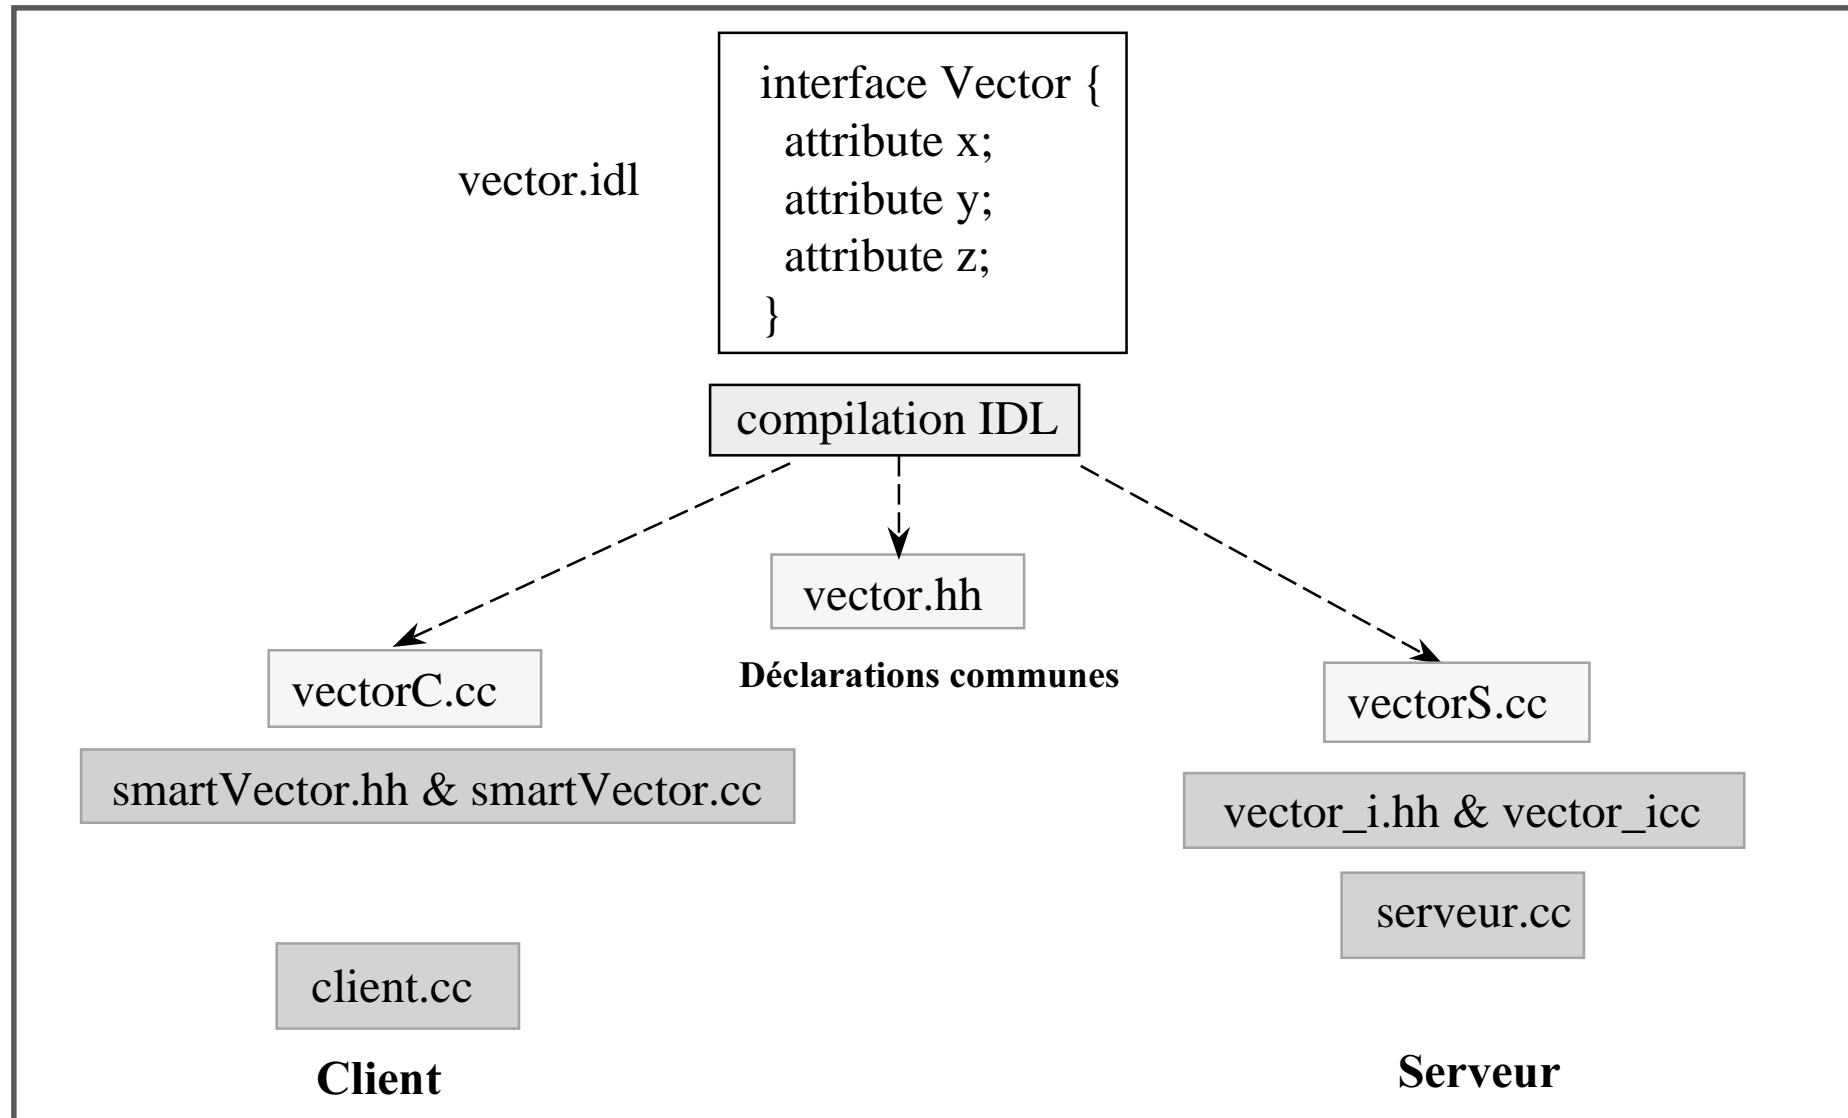 interface Vector {
attribute x;
vector.idl
attribute y;
attribute z;
}
compilation IDL
vector.hh
Déclarations communes
vectorC.cc
vectorS.cc
smartVector.hh & smartVector.cc
vector_i.hh & vector_icc
serveur.cc
client.cc
Client
Serveur